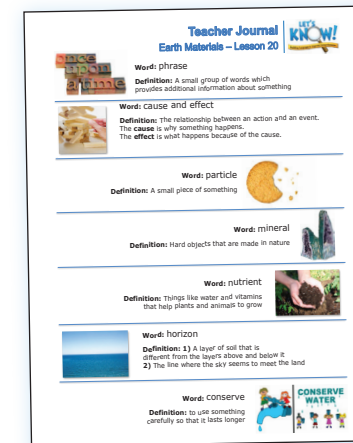 Teacher Journal
Earth Materials – Lesson 20
LET'S
KNOW!
once
upon
a time
Word: phrase
Definition: A small group of words which
provides additional information about something
Word: cause and effect
Definition: The relationship between an action and an event.
The cause is why something happens.
The effect is what happens because of the cause.
Word: particle
Definition: A small piece of something
Word: mineral
Definition: Hard objects that are made in nature
Word: nutrient
Definition: Things like water and vitamins
that help plants and animals to grow
Word: horizon
Definition: 1) A layer of soil that is
different from the layers above and below it
2) The line where the sky seems to meet the land
Word: conserve
Definition: to use something
carefully so that it lasts longer
CONSERVE
WATER